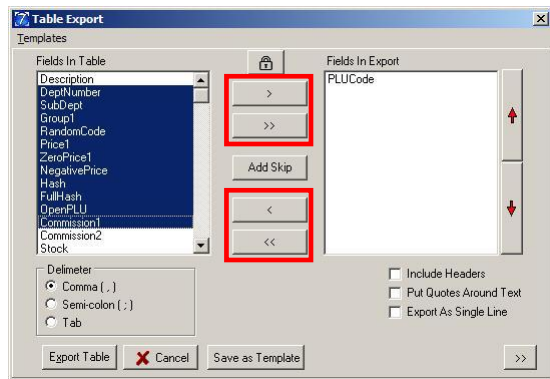 Table Export
Templates
Fields In Table
Fields In Export
Description
DeptNumber
SubDept
Group1
RandomCode
Price1
ZeroPrice1
NegativePrice
Hash
FullHash
OpenPLU
Commission1
Commission2
Stock
>
>>
Add Skip
<
<<
PLUCode
Delimeter
Comma ( , )
Semi-colon ( ; )
Tab
Include Headers
Put Quotes Around Text
Export As Single Line
Export Table
Cancel
Save as Template
>>